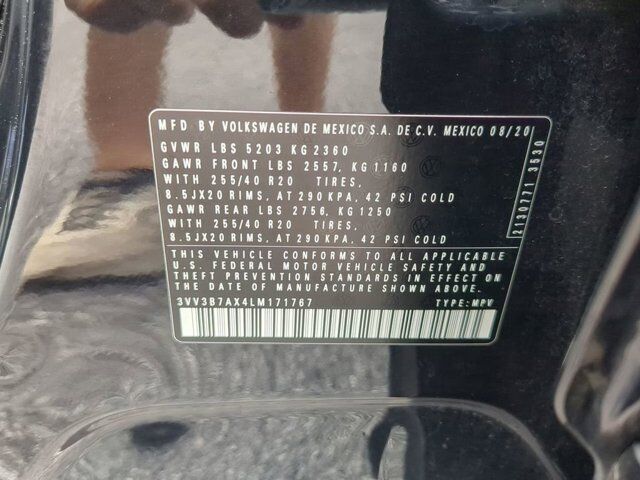 MFD BY VOLKSWAGEN DE MEXICO S.A. DE C.V. MEXICO 08/20
GVWR LBS 5203 KG 2360
GAWR FRONT LBS 2557, KG 1160
WITH 255/40 R20 TIRES,
8.5JX20 RIMS, AT 290 KPA, 42 PSI COLD
GAWR REAR LBS 2756, KG 1250
WITH 255/40 R20 TIRES,
8.5JX20 RIMS, AT 290 KPA, 42 PSI COLD
THIS VEHICLE CONFORMS TO ALL APPLICABLE
U.S. FEDERAL MOTOR VEHICLE SAFETY AND
THEFT PREVENTION STANDARDS IN EFFECT ON
THE DATE OF MANUFACTURE SHOWN ABOVE.
3VV3B7AX4LM171767 TYPE: MPV
2130771 3530